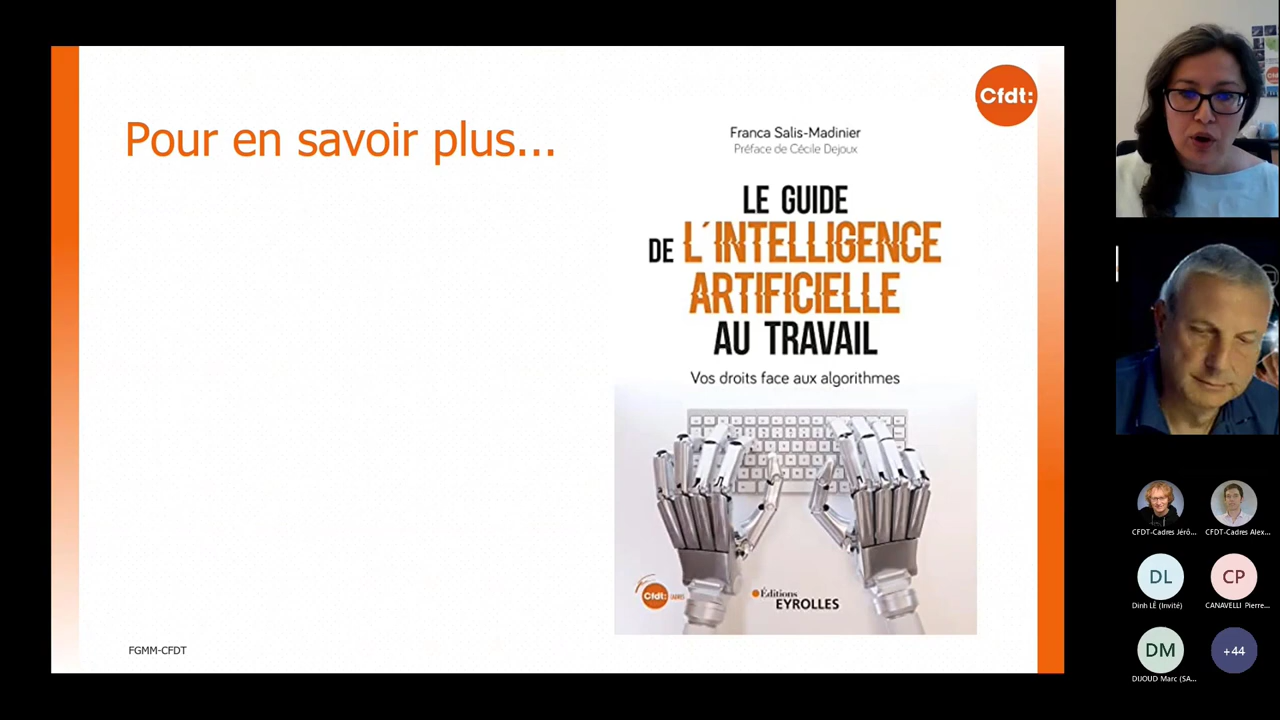 Cfdt:
Pour en savoir plus...
Franca Salis-Madinier
Préface de Cécile Dejoux
LE GUIDE
DE L'INTELLIGENCE
ARTIFICIELLE
AU TRAVAIL
Vos droits face aux algorithmes
Cfdt: CADRES
Éditions
EYROLLES
FGMM-CFDT
CFDT-Cadres Jérô...
CFDT-Cadres Alex...
DL
CP
Dinh LÊ (Invité)
CANAVELLI Pierre...
DM
+44
DIJOUD Marc (SA...